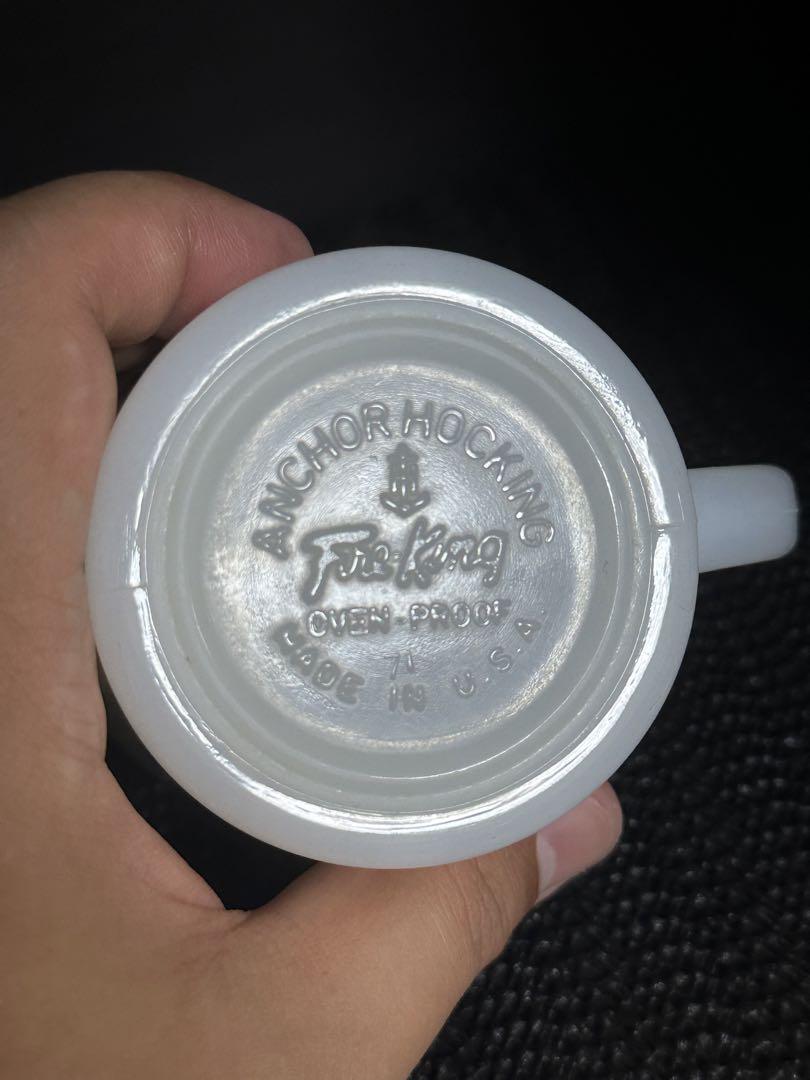 ANCHOR HOCKING
Fire-King
OVEN-PROOF
71
MADE IN U.S.A.